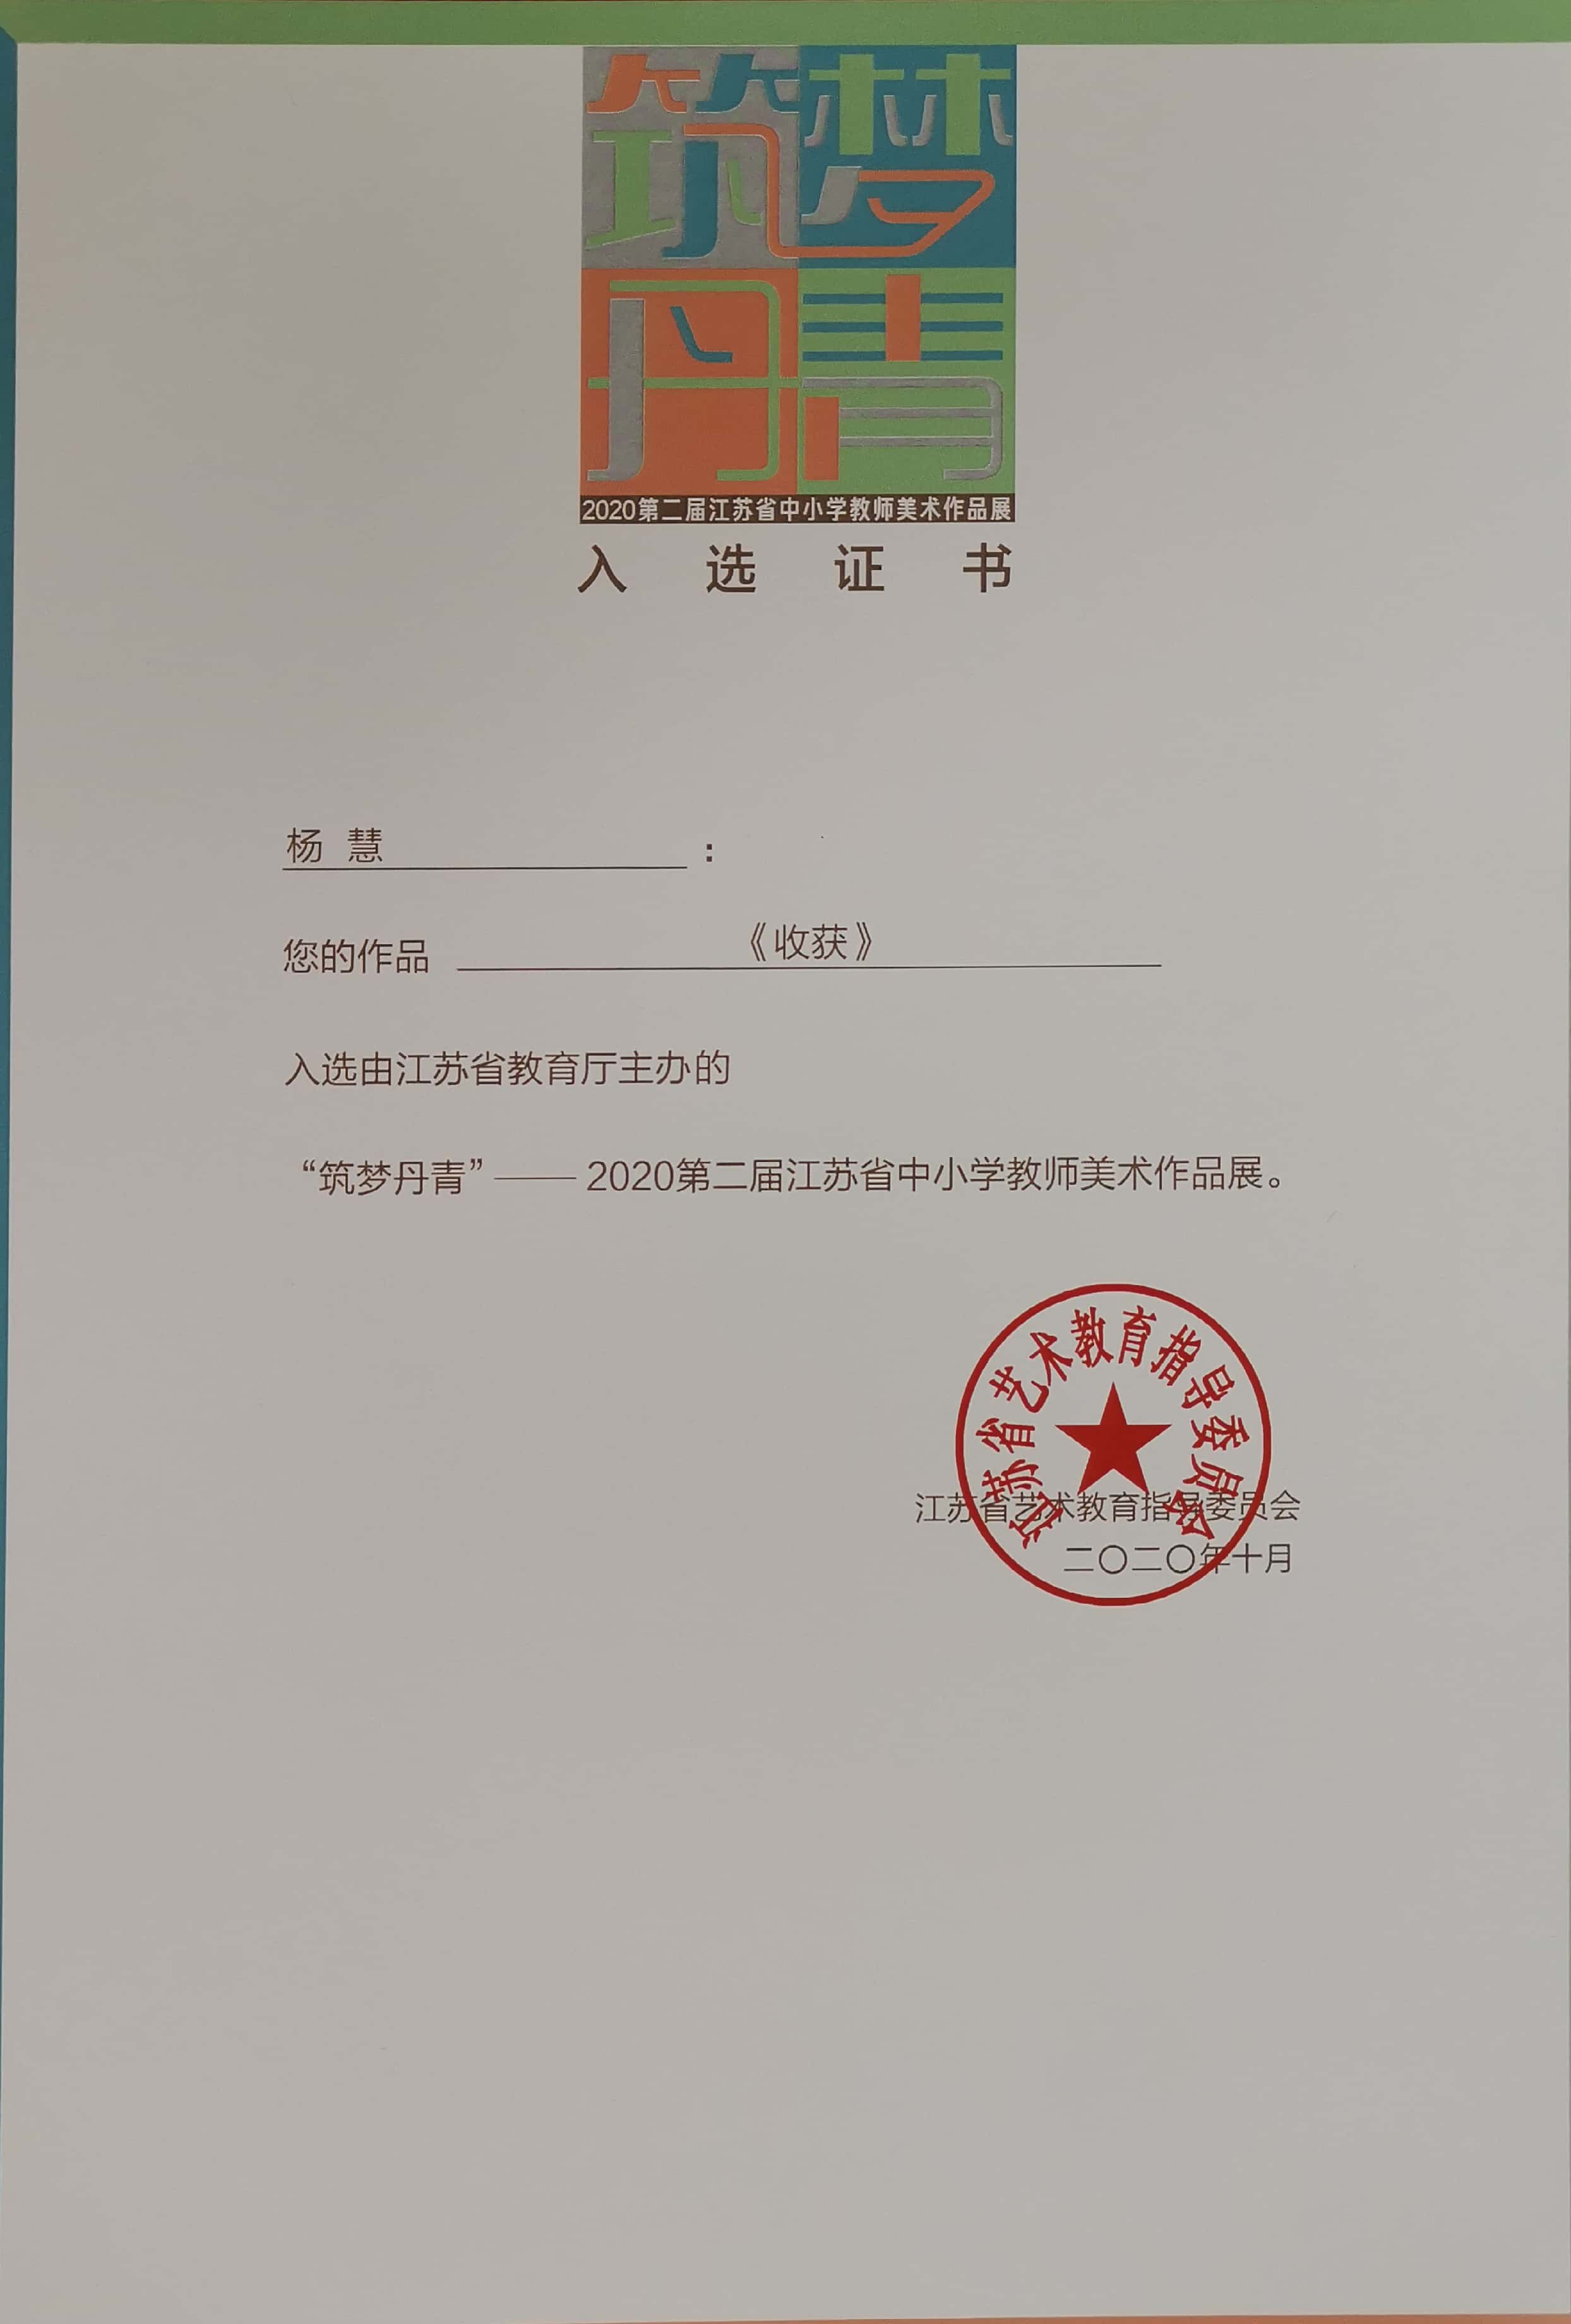 筑梦
丹青
2020第二届江苏省中小学教师美术作品展
入选证书
杨 慧：
您的作品 《收获》
入选由江苏省教育厅主办的
“筑梦丹青”——2020第二届江苏省中小学教师美术作品展。
江苏省艺术教育指导委员会
江苏省艺术教育指导委员会
二〇二〇年十月